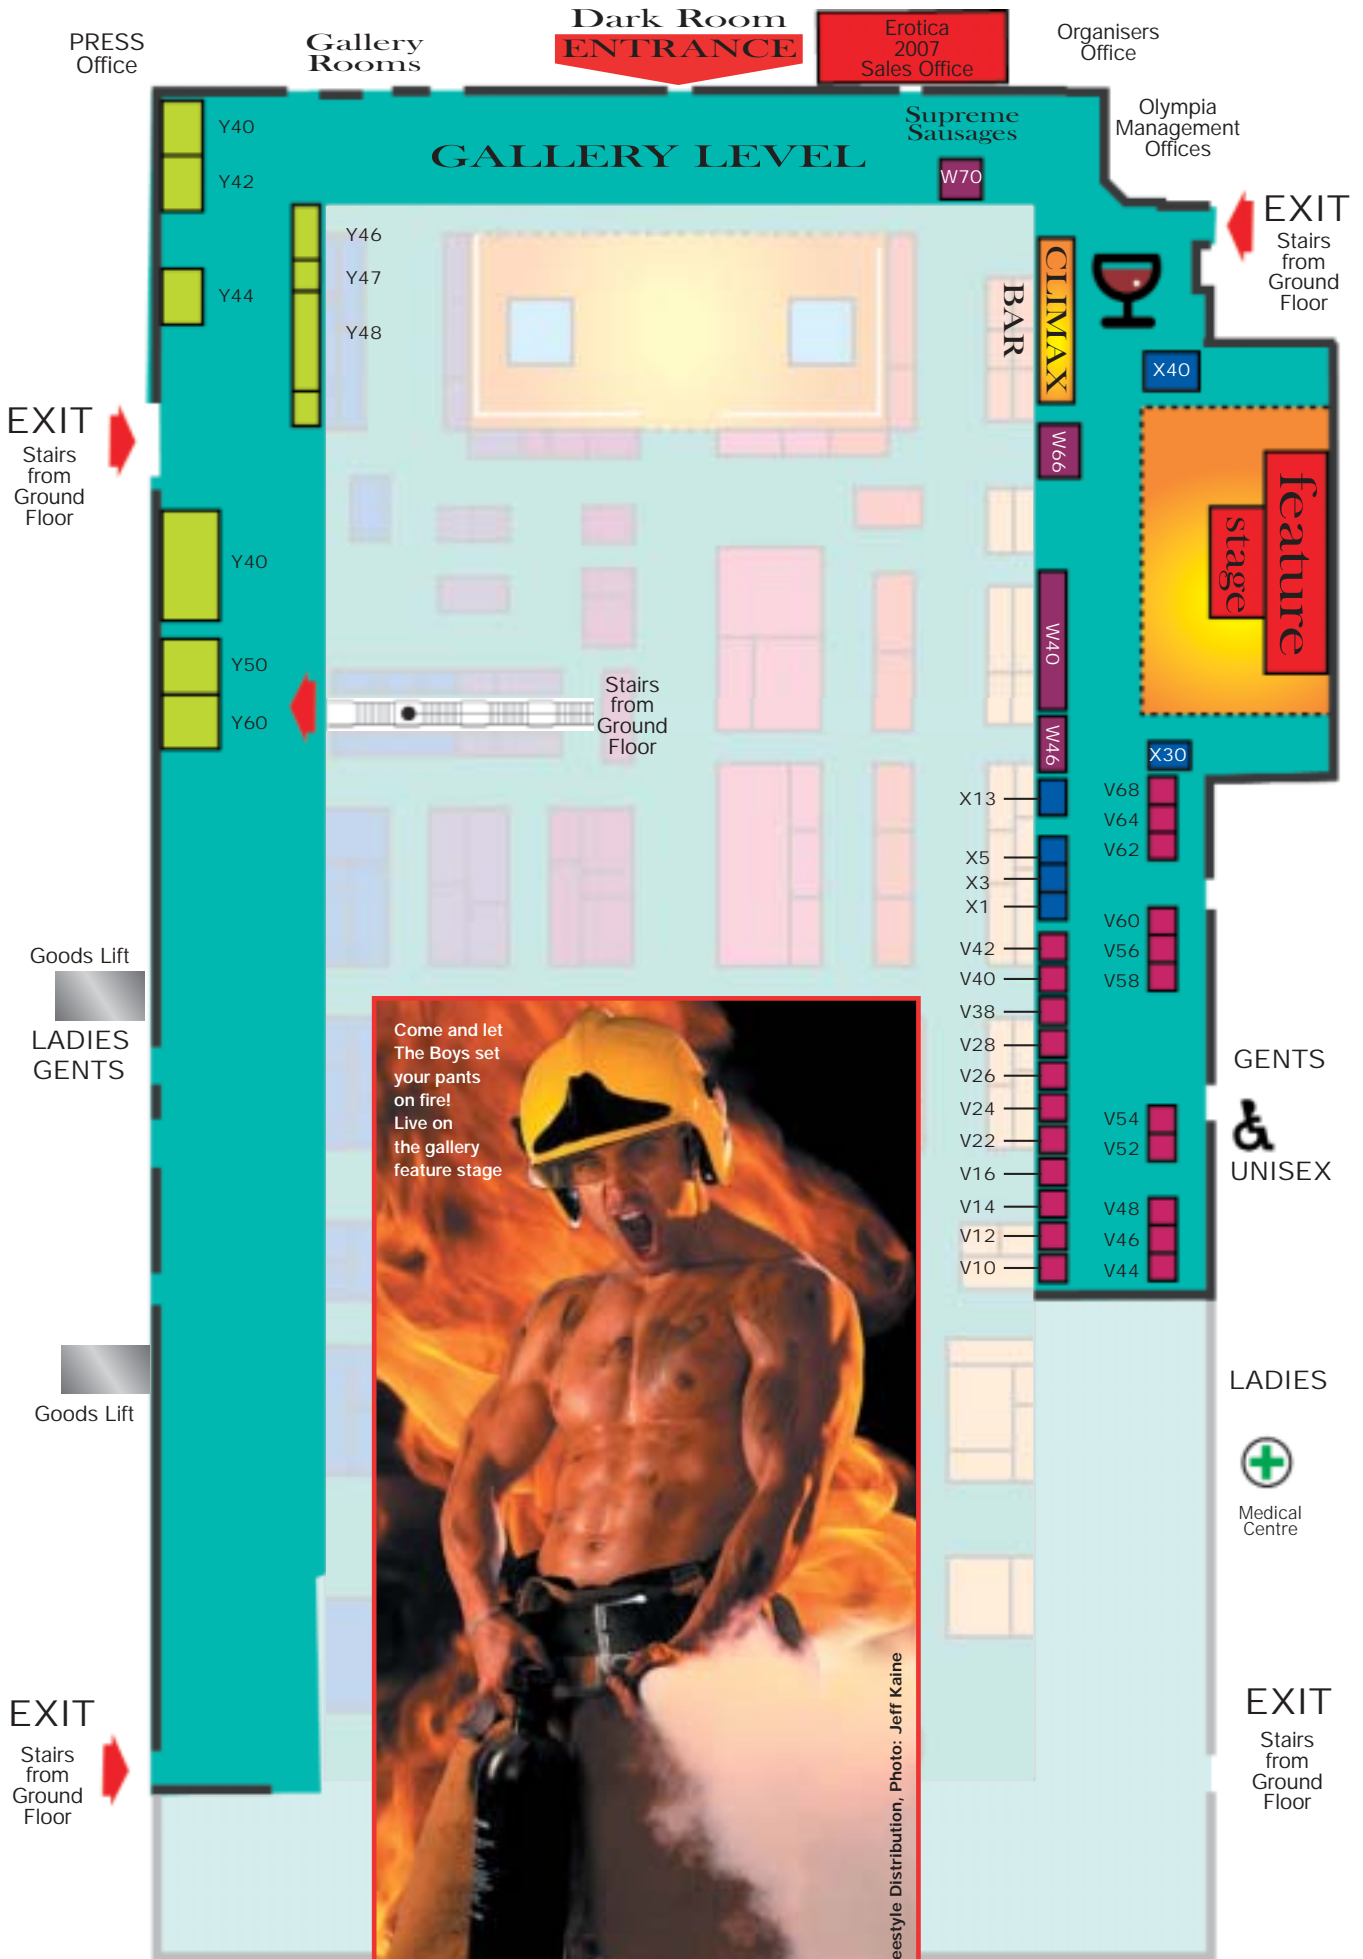 PRESS
Office
Gallery
Rooms
Dark Room
ENTRANCE
Erotica
2007
Sales Office
Organisers
Office
Olympia
Management
Offices
Supreme
Sausages
GALLERY LEVEL
W70
Y40
Y42
Y44
Y46
Y47
Y48
EXIT
Stairs
from
Ground
Floor
CLIMAX
BAR
X40
W66
feature
stage
EXIT
Stairs
from
Ground
Floor
Y40
Y50
Y60
Stairs
from
Ground
Floor
W40
W46
X30
X13
X5
X3
X1
V42
V40
V38
V28
V26
V24
V22
V16
V14
V12
V10
V68
V64
V62
V60
V56
V58
V54
V52
V48
V46
V44
Goods Lift
LADIES
GENTS
GENTS
UNISEX
Come and let
The Boys set
your pants
on fire!
Live on
the gallery
feature stage
Goods Lift
LADIES
Medical
Centre
EXIT
Stairs
from
Ground
Floor
EXIT
Stairs
from
Ground
Floor
eestyle Distribution, Photo: Jeff Kaine